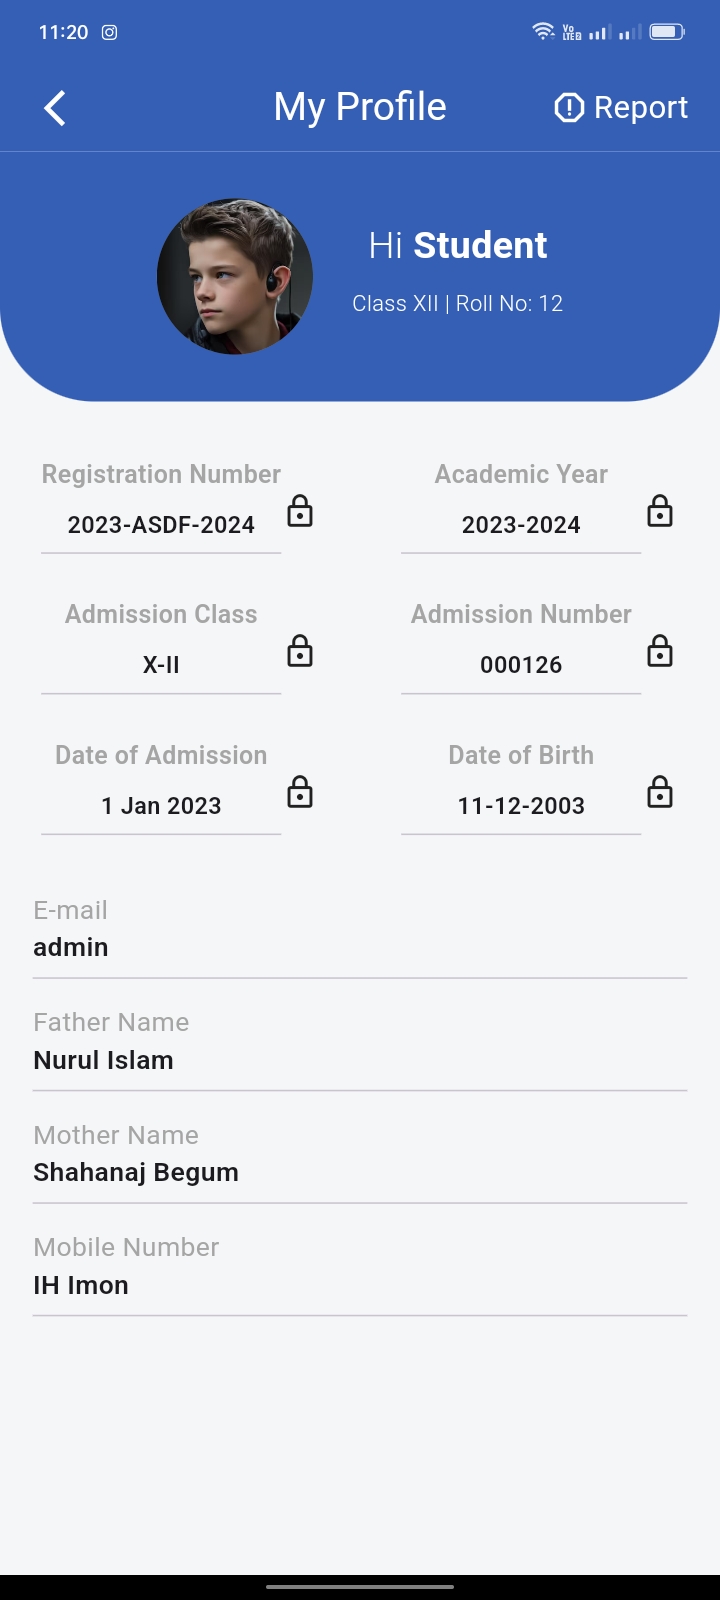 11:20
Vo LTE2
My Profile
Report
Hi Student
Class XII | Roll No: 12
Registration Number
2023-ASDF-2024
Academic Year
2023-2024
Admission Class
X-II
Admission Number
000126
Date of Admission
1 Jan 2023
Date of Birth
11-12-2003
E-mail
admin
Father Name
Nurul Islam
Mother Name
Shahanaj Begum
Mobile Number
IH Imon